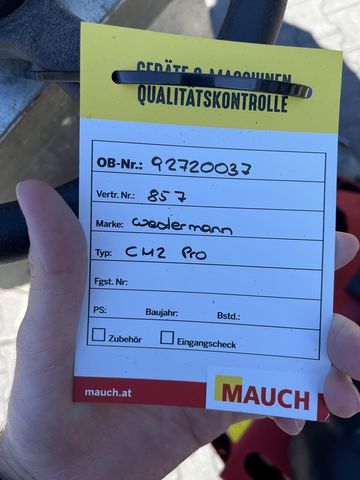 GERÄTE & MASCHINEN
QUALITÄTSKONTROLLE
OB-Nr.: 92720037
Vertr. Nr.: 857
Marke: Wedermann
Typ: CM2 Pro
Fgst. Nr:
PS: Baujahr: Bstd.:
Zubehör Eingangscheck
mauch.at MAUCH